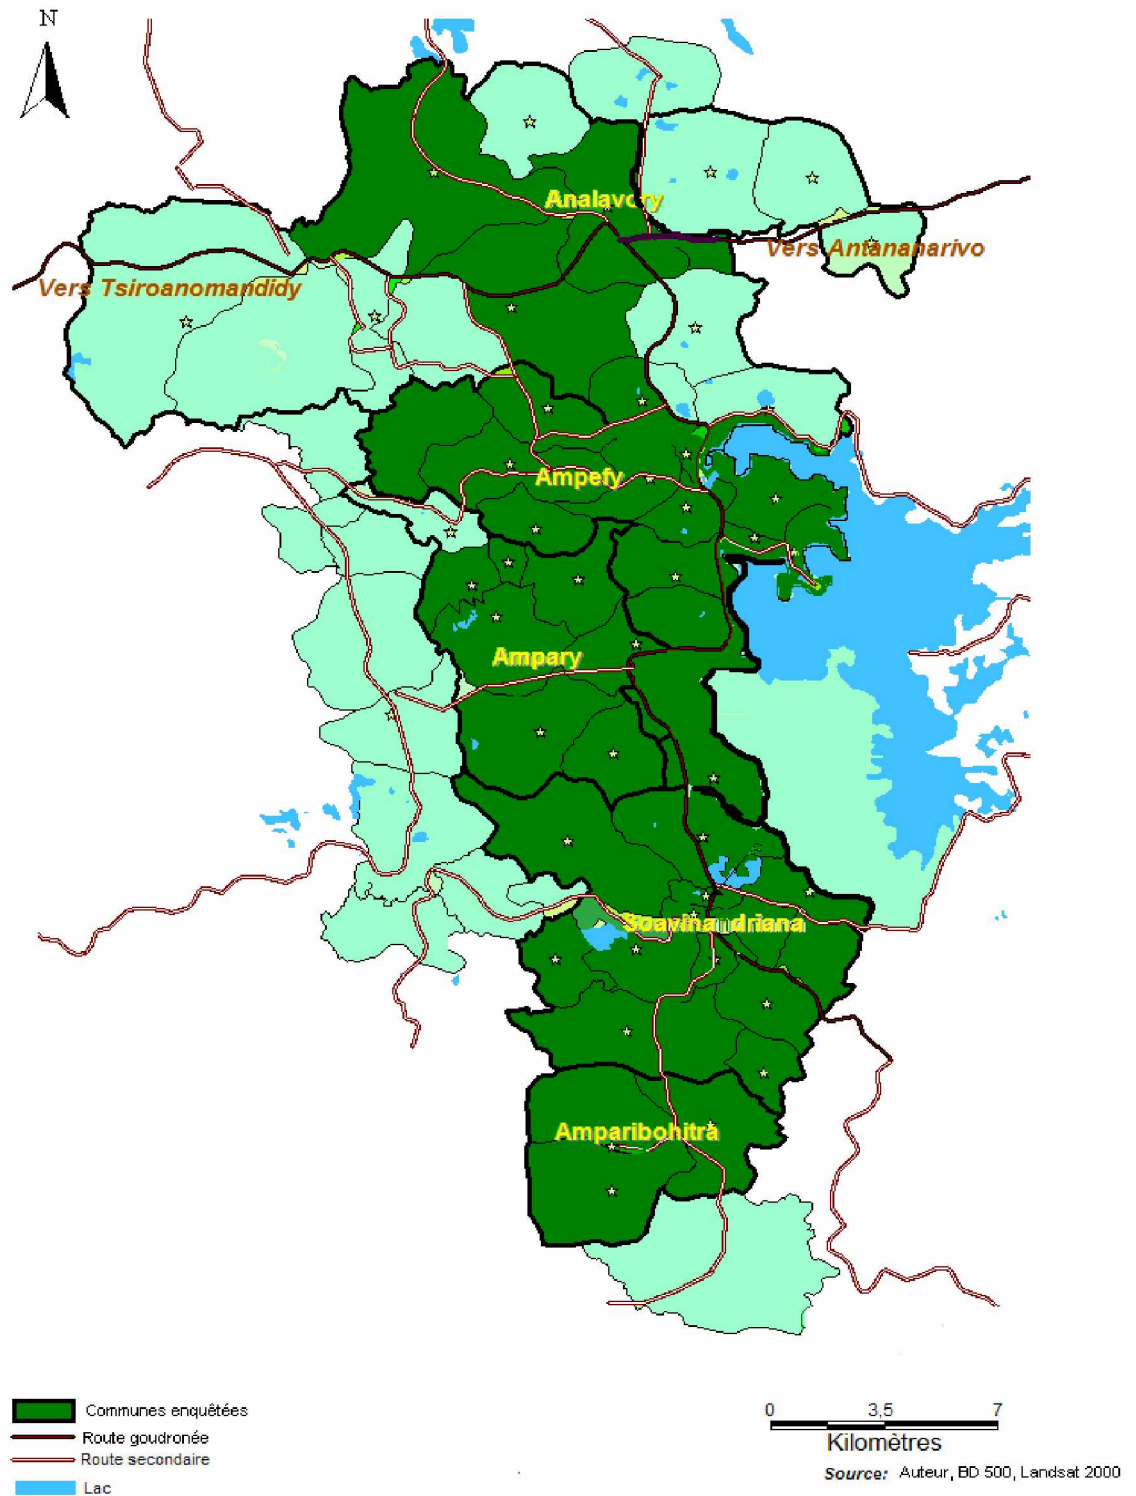 N
Analavory
Vers Antananarivo
Vers Tsiroanomandidy
Ampefy
Ampary
Soavinandriana
Amparibohitra
Communes enquêtées
Route goudronée
Route secondaire
Lac
0 3,5 7
Kilomètres
Source: Auteur, BD 500, Landsat 2000